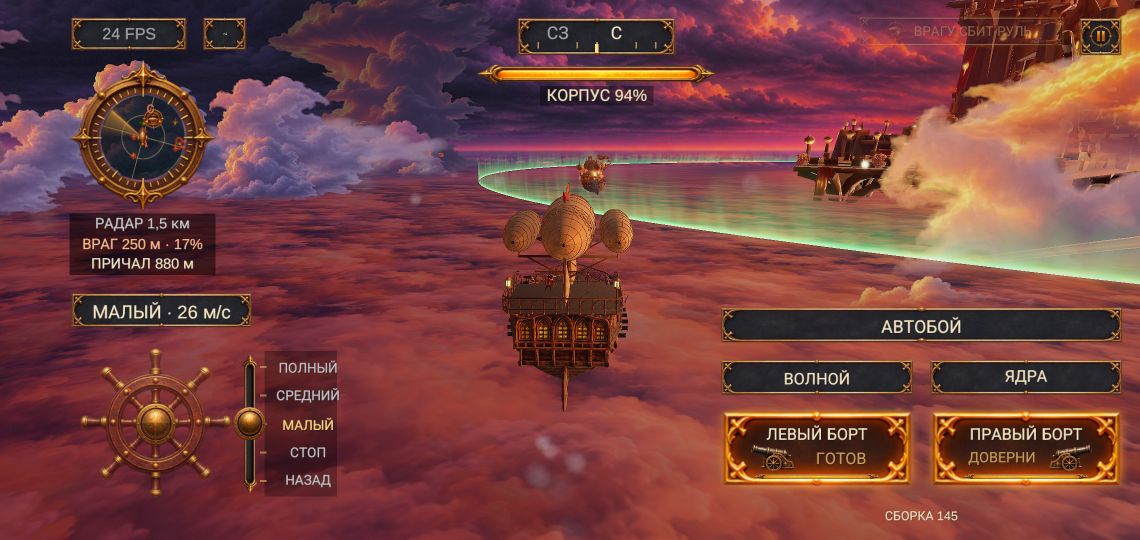 24 FPS
СЗ С
ВРАГУ СБИТ РУЛЬ
КОРПУС 94%
РАДАР 1,5 км
ВРАГ 250 м · 17%
ПРИЧАЛ 880 м
МАЛЫЙ · 26 м/с
ПОЛНЫЙ
СРЕДНИЙ
МАЛЫЙ
СТОП
НАЗАД
АВТОБОЙ
ВОЛНОЙ
ЯДРА
ЛЕВЫЙ БОРТ
ГОТОВ
ПРАВЫЙ БОРТ
ДОВЕРНИ
СБОРКА 145